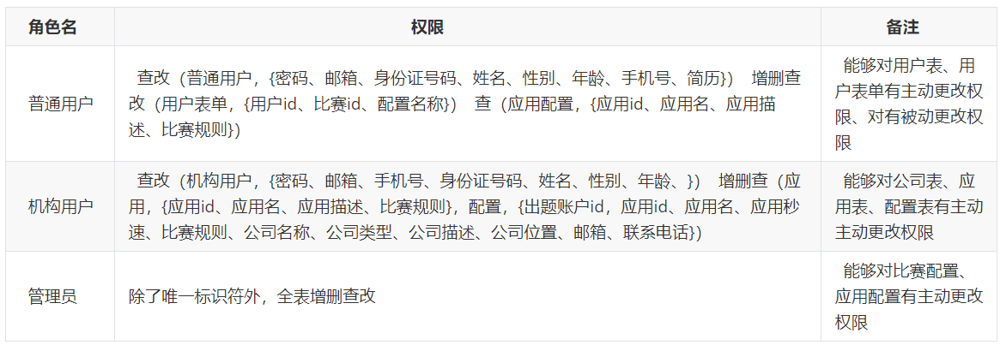 角色名 权限 备注
普通用户
查改（普通用户，{密码、邮箱、身份证号码、姓名、性别、年龄、手机号、简历}） 增删查
改（用户表单，{用户id、比赛id、配置名称}） 查（应用配置，{应用id、应用名、应用描
述、比赛规则}）
能够对用户表、用
户表单有主动更改权
限、对有被动更改权
限
机构用户
查改（机构用户，{密码、邮箱、手机号、身份证号码、姓名、性别、年龄、}） 增删查（应
用，{应用id、应用名、应用描述、比赛规则}，配置，{出题账户id，应用id、应用名、应用秒
速、比赛规则、公司名称、公司类型、公司描述、公司位置、邮箱、联系电话}）
能够对公司表、应
用表、配置表有主动
主动更改权限
管理员
除了唯一标识符外，全表增删查改
能够对比赛配置、
应用配置有主动更改
权限